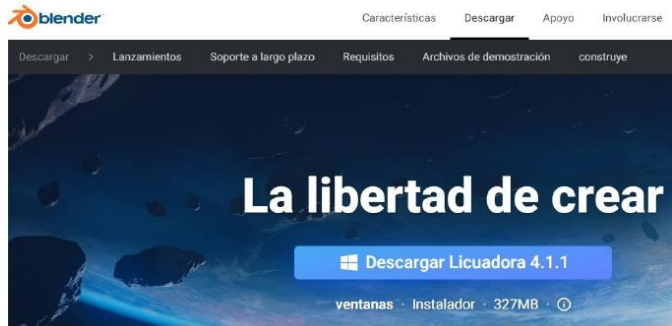 blender
Características Descargar Apoyo Involucrarse
Descargar > Lanzamientos Soporte a largo plazo Requisitos Archivos de demostración construye
La libertad de crear
Descargar Licuadora 4.1.1
ventanas · Instalador · 327MB ·